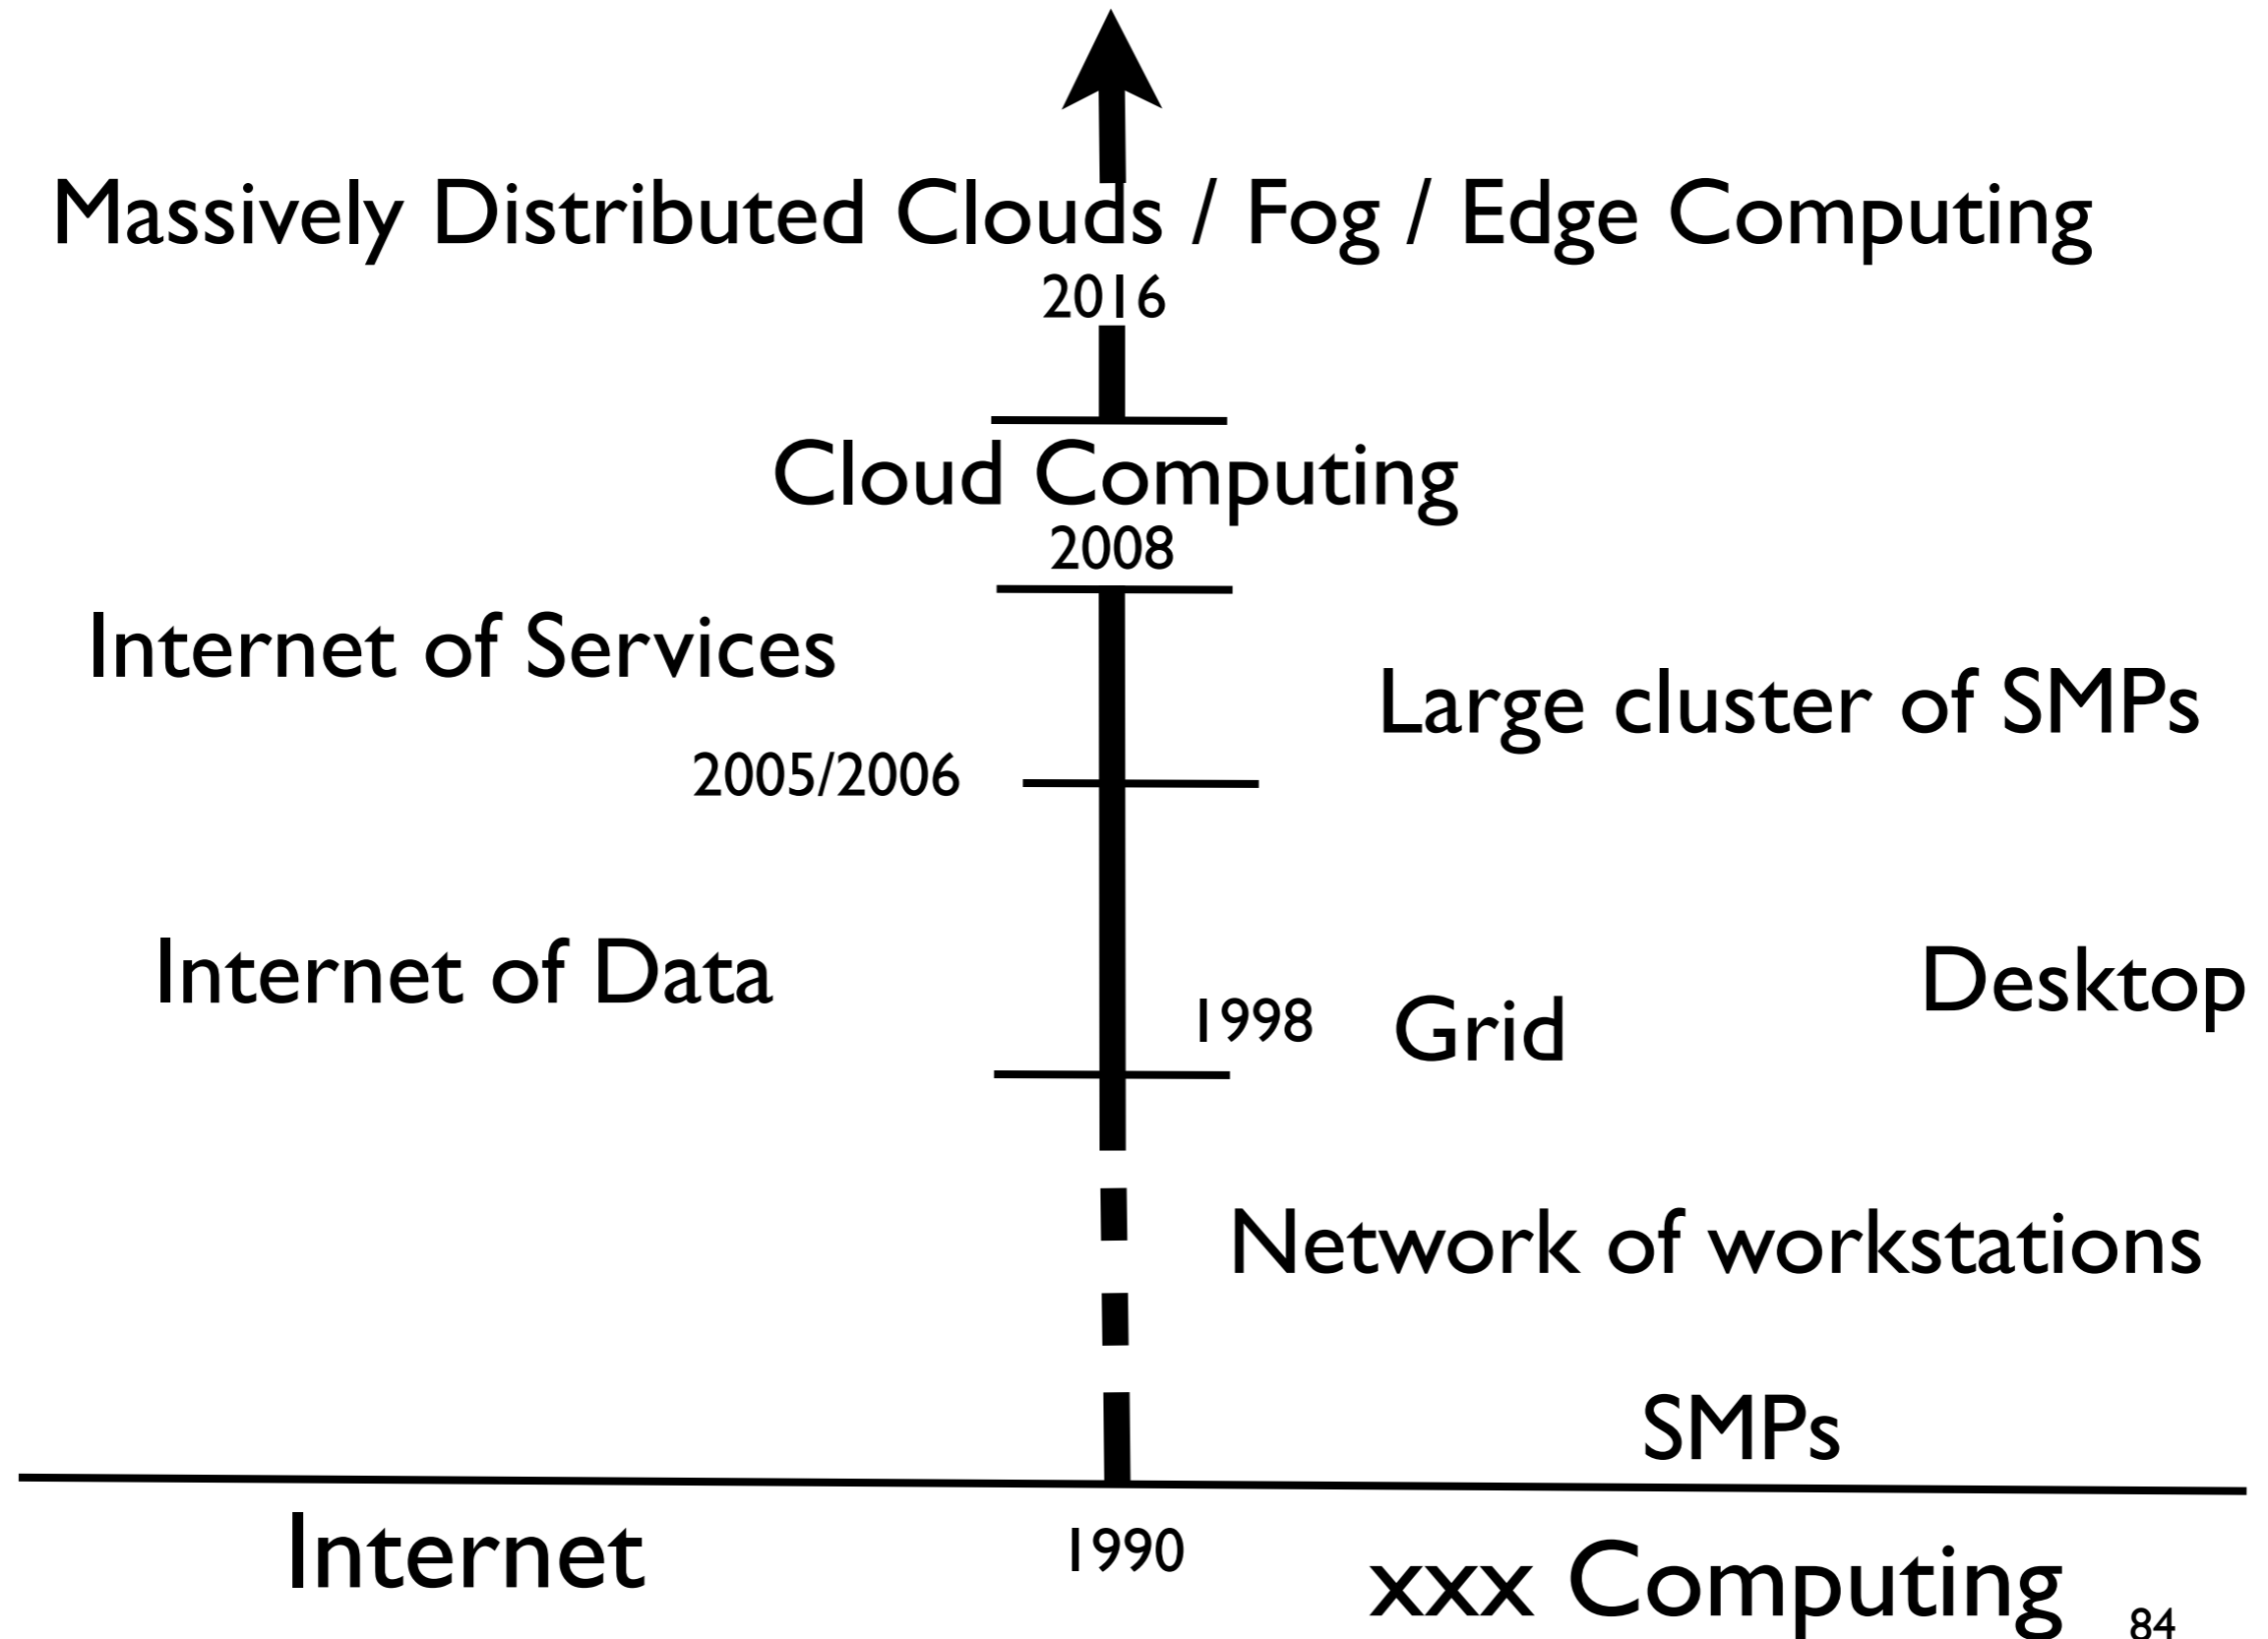 Massively Distributed Clouds / Fog / Edge Computing
2016
Cloud Computing
2008
Internet of Services
Large cluster of SMPs
2005/2006
Internet of Data
Desktop
1998
Grid
Network of workstations
SMPs
Internet
1990
xxx Computing
84